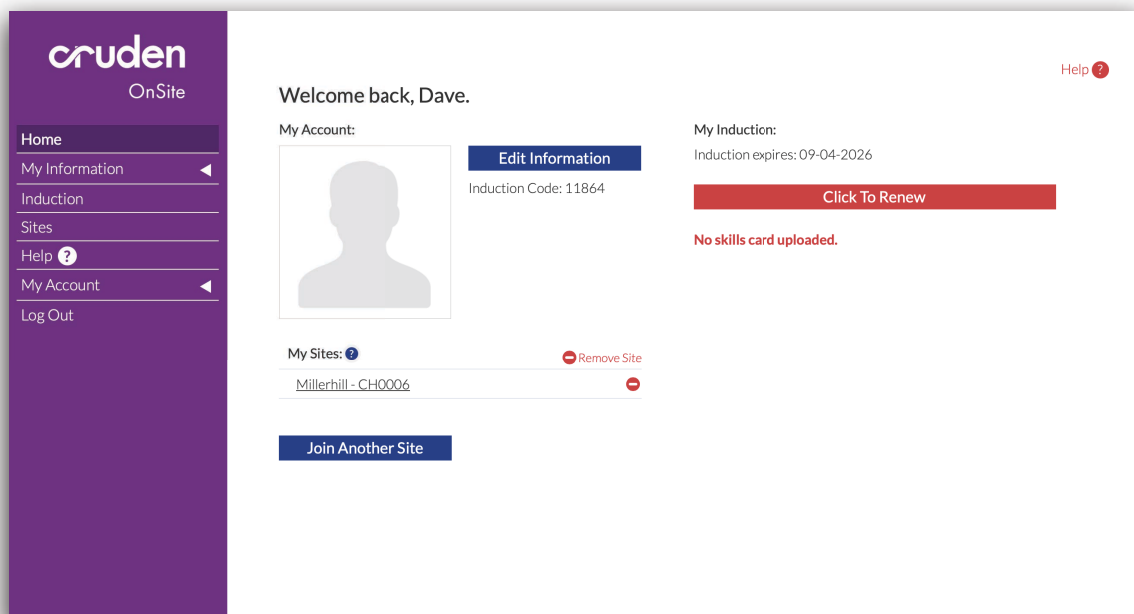 cruden
OnSite
Home
My Information
Induction
Sites
Help ?
My Account
Log Out
Help ?
Welcome back, Dave.
My Account:
Edit Information
Induction Code: 11864
My Induction:
Induction expires: 09-04-2026
Click To Renew
No skills card uploaded.
My Sites: ?
Remove Site
Millerhill - CH0006
Join Another Site